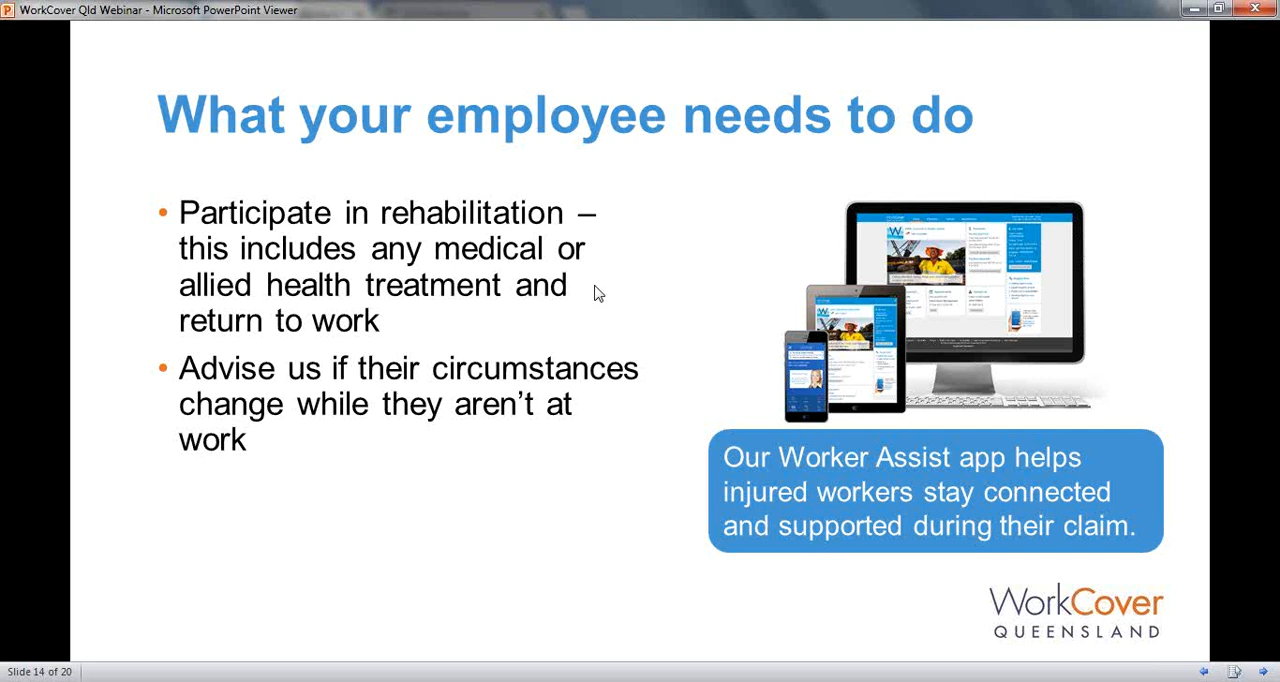 WorkCover Qld Webinar - Microsoft PowerPoint Viewer
What your employee needs to do
• Participate in rehabilitation –
this includes any medical or
allied heath treatment and
return to work
• Advise us if their circumstances
change while they aren't at
work
Our Worker Assist app helps
injured workers stay connected
and supported during their claim.
WorkCover
QUEENSLAND
Slide 14 of 20